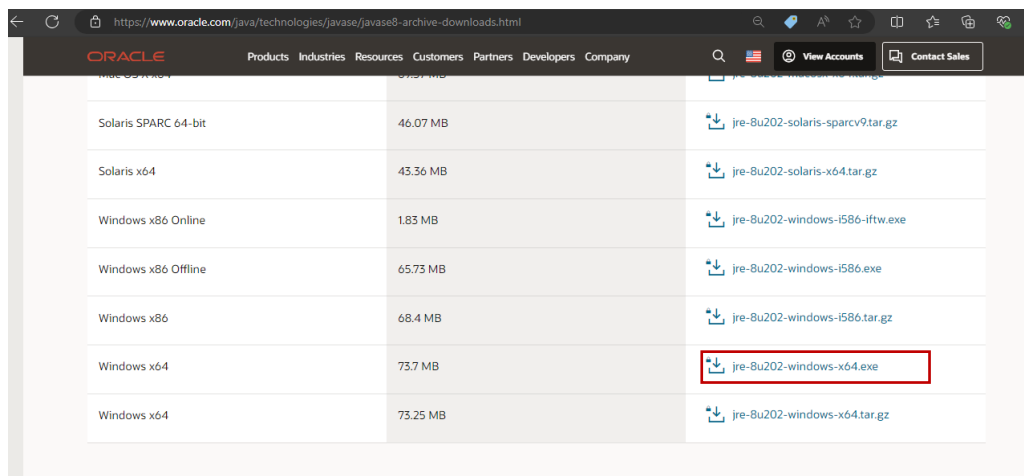 https://www.oracle.com/java/technologies/javase/javase8-archive-downloads.html
ORACLE Products Industries Resources Customers Partners Developers Company View Accounts Contact Sales
Solaris SPARC 64-bit 46.07 MB jre-8u202-solaris-sparcv9.tar.gz
Solaris x64 43.36 MB jre-8u202-solaris-x64.tar.gz
Windows x86 Online 1.83 MB jre-8u202-windows-i586-iftw.exe
Windows x86 Offline 65.73 MB jre-8u202-windows-i586.exe
Windows x86 68.4 MB jre-8u202-windows-i586.tar.gz
Windows x64 73.7 MB jre-8u202-windows-x64.exe
Windows x64 73.25 MB jre-8u202-windows-x64.tar.gz